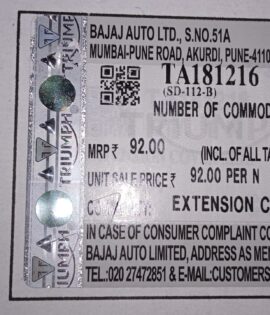 BAJAJ AUTO LTD., S.NO.51A
MUMBAI-PUNE ROAD, AKURDI, PUNE-4110
TA181216
(SD-112-B)
NUMBER OF COMMOD
MRP ₹ 92.00 (INCL. OF ALL TA
UNIT SALE PRICE ₹ 92.00 PER N
EXTENSION C
IN CASE OF CONSUMER COMPLAINT CO
BAJAJ AUTO LIMITED, ADDRESS AS ME
TEL.:020 27472851 & E-MAIL:CUSTOMERS
TRIUMPH
TRIUMPH
TRIUMPH